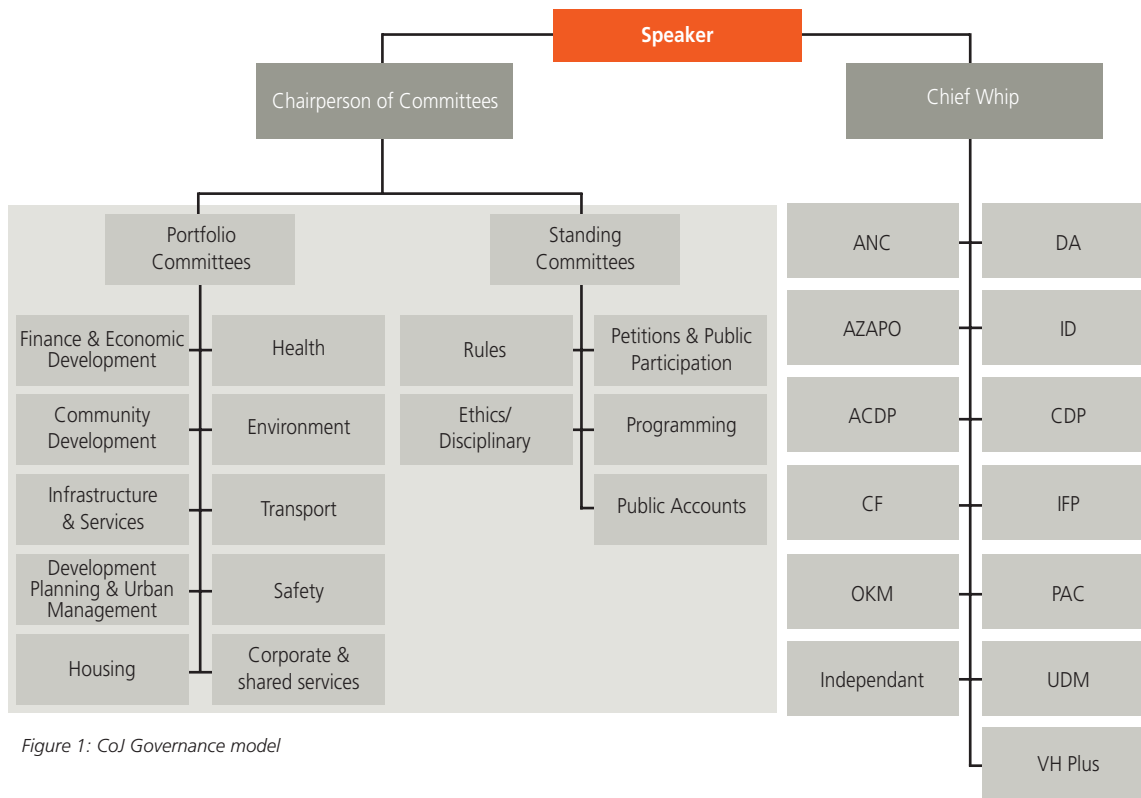 Speaker
Chairperson of Committees
Chief Whip
Portfolio
Committees
Standing
Committees
Finance & Economic
Development
Health
Community
Development
Environment
Infrastructure
& Services
Transport
Development
Planning & Urban
Management
Safety
Housing
Corporate &
shared services
Rules
Petitions & Public
Participation
Ethics/
Disciplinary
Programming
Public Accounts
ANC
DA
AZAPO
ID
ACDP
CDP
CF
IFP
OKM
PAC
Independant
UDM
VH Plus
Figure 1: CoJ Governance model